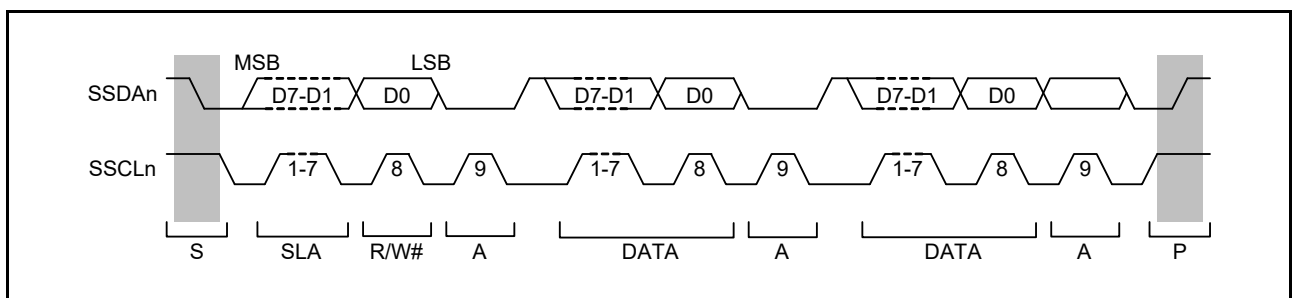 MSB LSB
SSDAn D7-D1 D0 D7-D1 D0 D7-D1 D0
SSCLn 1-7 8 9 1-7 8 9 1-7 8 9
S SLA R/W# A DATA A DATA A P